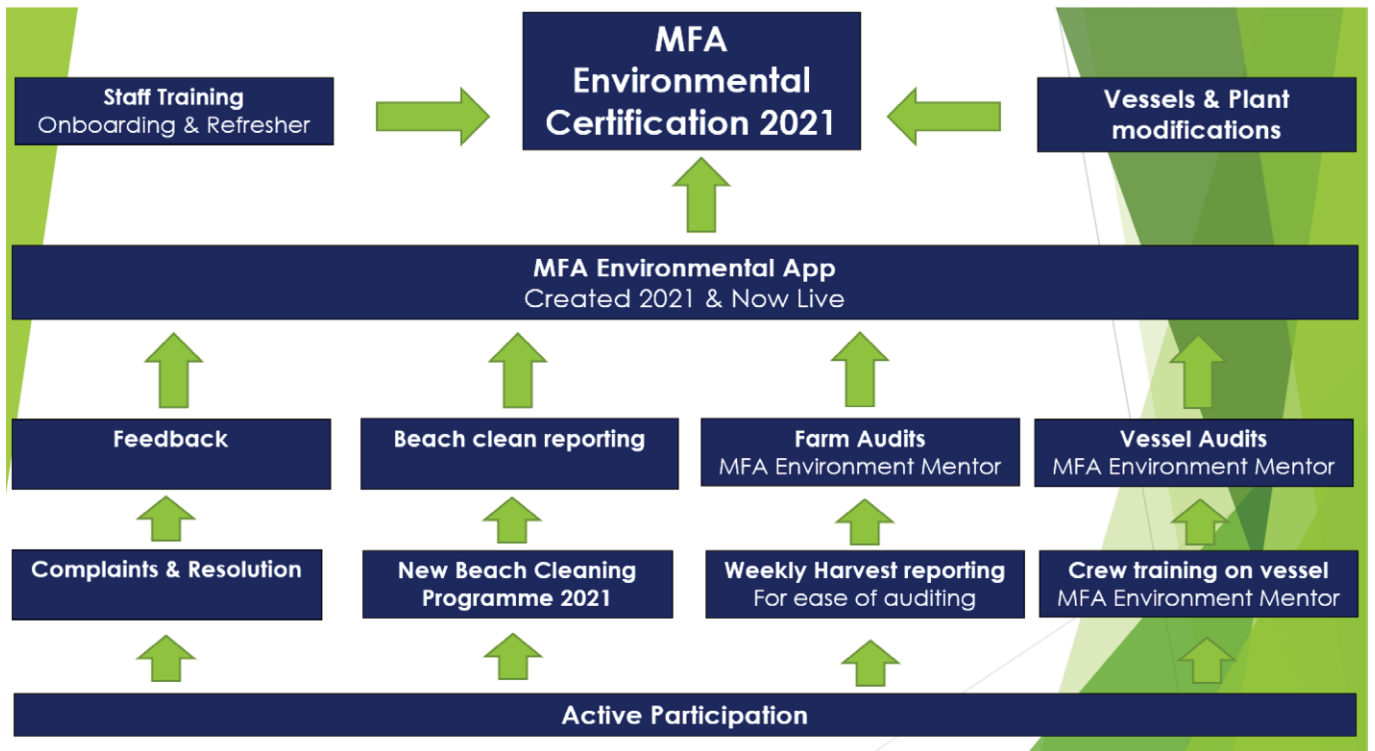 MFA
Environmental
Certification 2021
Staff Training
Onboarding & Refresher
Vessels & Plant
modifications
MFA Environmental App
Created 2021 & Now Live
Feedback
Beach clean reporting
Farm Audits
MFA Environment Mentor
Vessel Audits
MFA Environment Mentor
Complaints & Resolution
New Beach Cleaning
Programme 2021
Weekly Harvest reporting
For ease of auditing
Crew training on vessel
MFA Environment Mentor
Active Participation